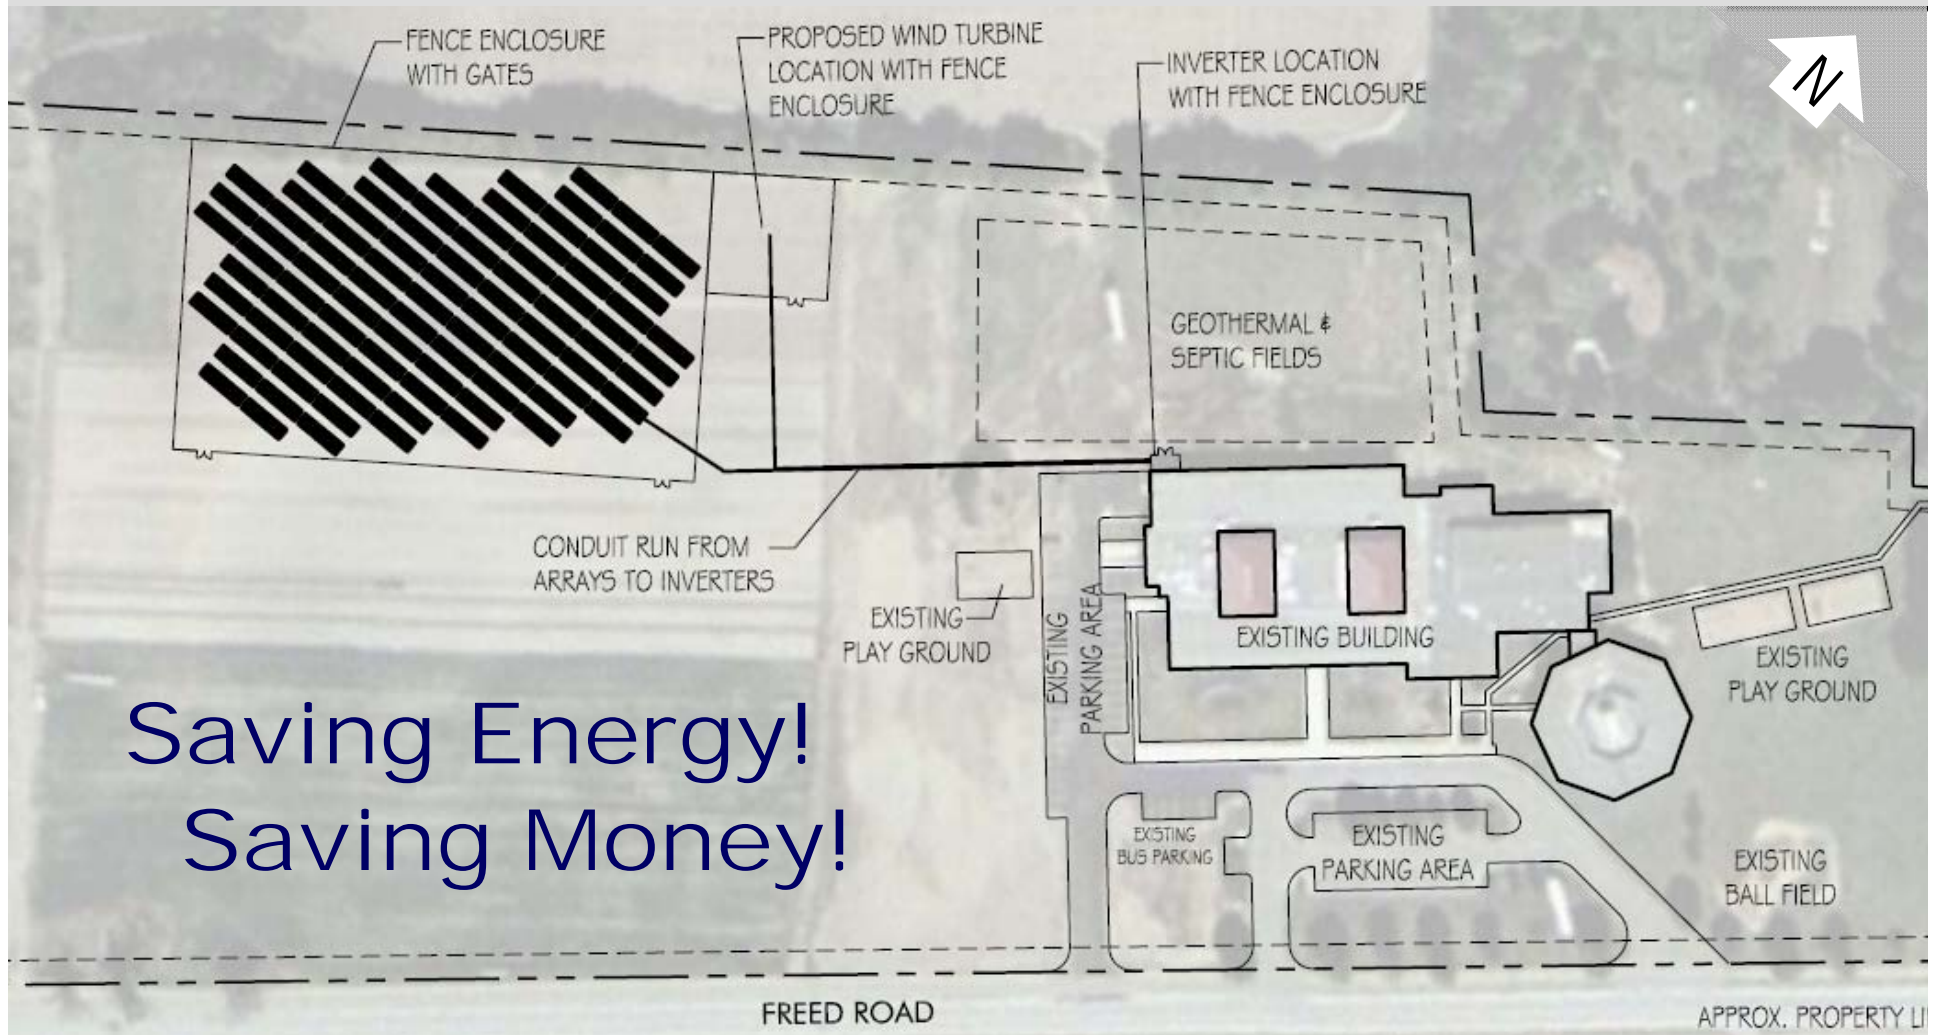 FENCE ENCLOSURE
WITH GATES
PROPOSED WIND TURBINE
LOCATION WITH FENCE
ENCLOSURE
INVERTER LOCATION
WITH FENCE ENCLOSURE
N
GEOTHERMAL &
SEPTIC FIELDS
CONDUIT RUN FROM
ARRAYS TO INVERTERS
EXISTING
PLAY GROUND
EXISTING
PARKING AREA
EXISTING BUILDING
EXISTING
PLAY GROUND
Saving Energy!
Saving Money!
EXISTING
BUS PARKING
EXISTING
PARKING AREA
EXISTING
BALL FIELD
FREED ROAD
APPROX. PROPERTY